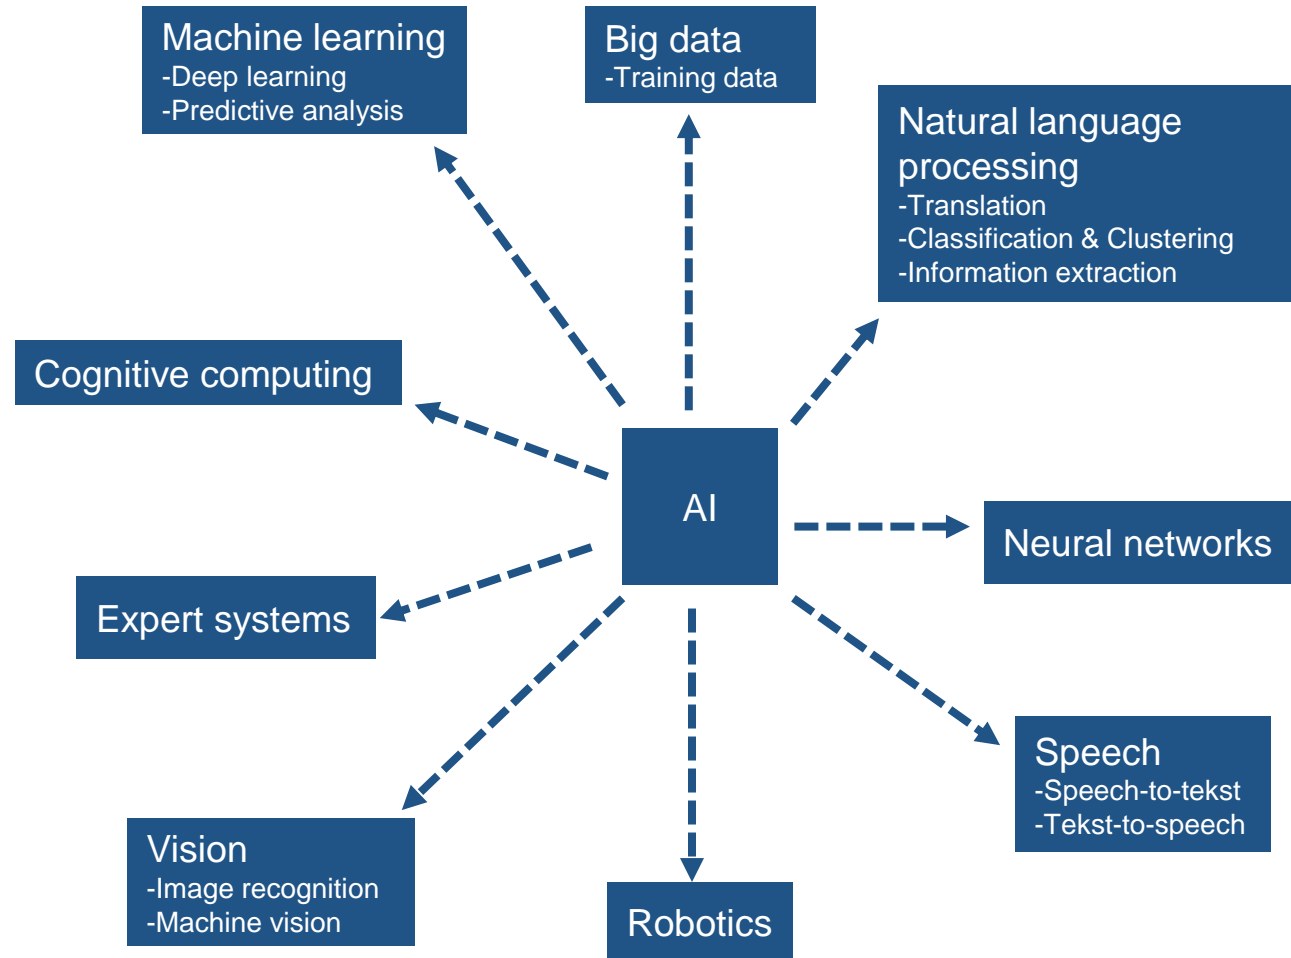 Machine learning
-Deep learning
-Predictive analysis
Big data
-Training data
Natural language
processing
-Translation
-Classification & Clustering
-Information extraction
Cognitive computing
AI
Neural networks
Expert systems
Speech
-Speech-to-tekst
-Tekst-to-speech
Vision
-Image recognition
-Machine vision
Robotics